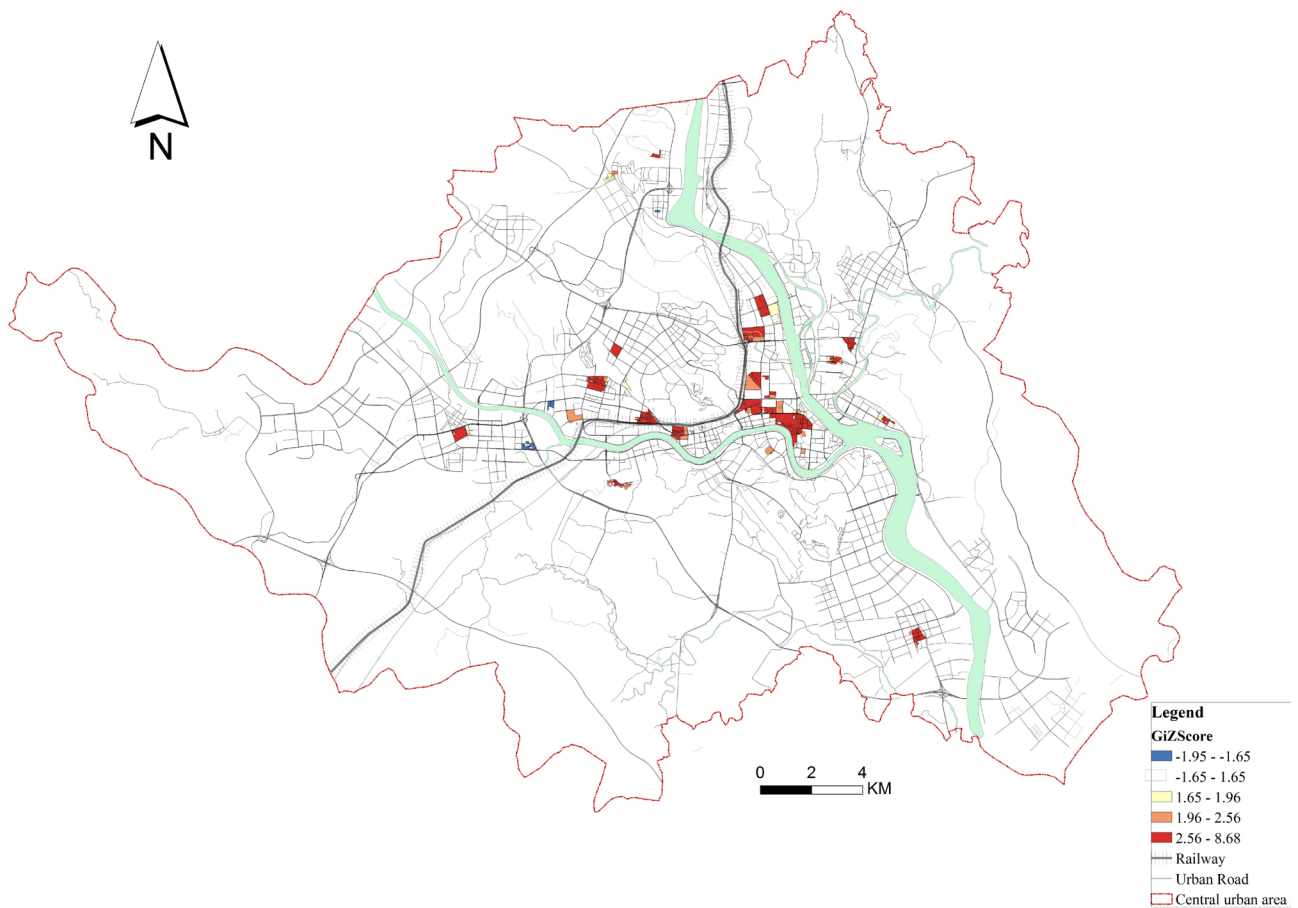 N
0 2 4
KM
Legend
GiZScore
-1.95 - -1.65
-1.65 - 1.65
1.65 - 1.96
1.96 - 2.56
2.56 - 8.68
Railway
Urban Road
Central urban area